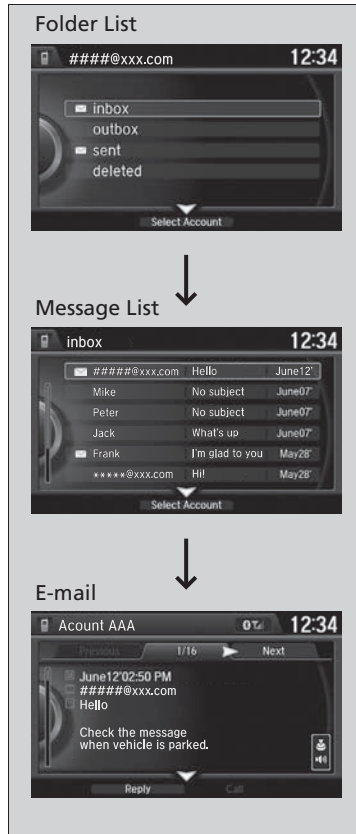 Folder List
####@xxx.com 12:34
inbox
outbox
sent
deleted
Select Account
Message List
inbox 12:34
#####@xxx.com Hello June12'
Mike No subject June07'
Peter No subject June07'
Jack What's up June07'
Frank I'm glad to you May28'
*****@xxx.com Hi! May28'
Select Account
E-mail
Acount AAA 12:34
Previous 1/16 Next
June12'02:50 PM
#####@xxx.com
Hello
Check the message
when vehicle is parked.
Reply Call